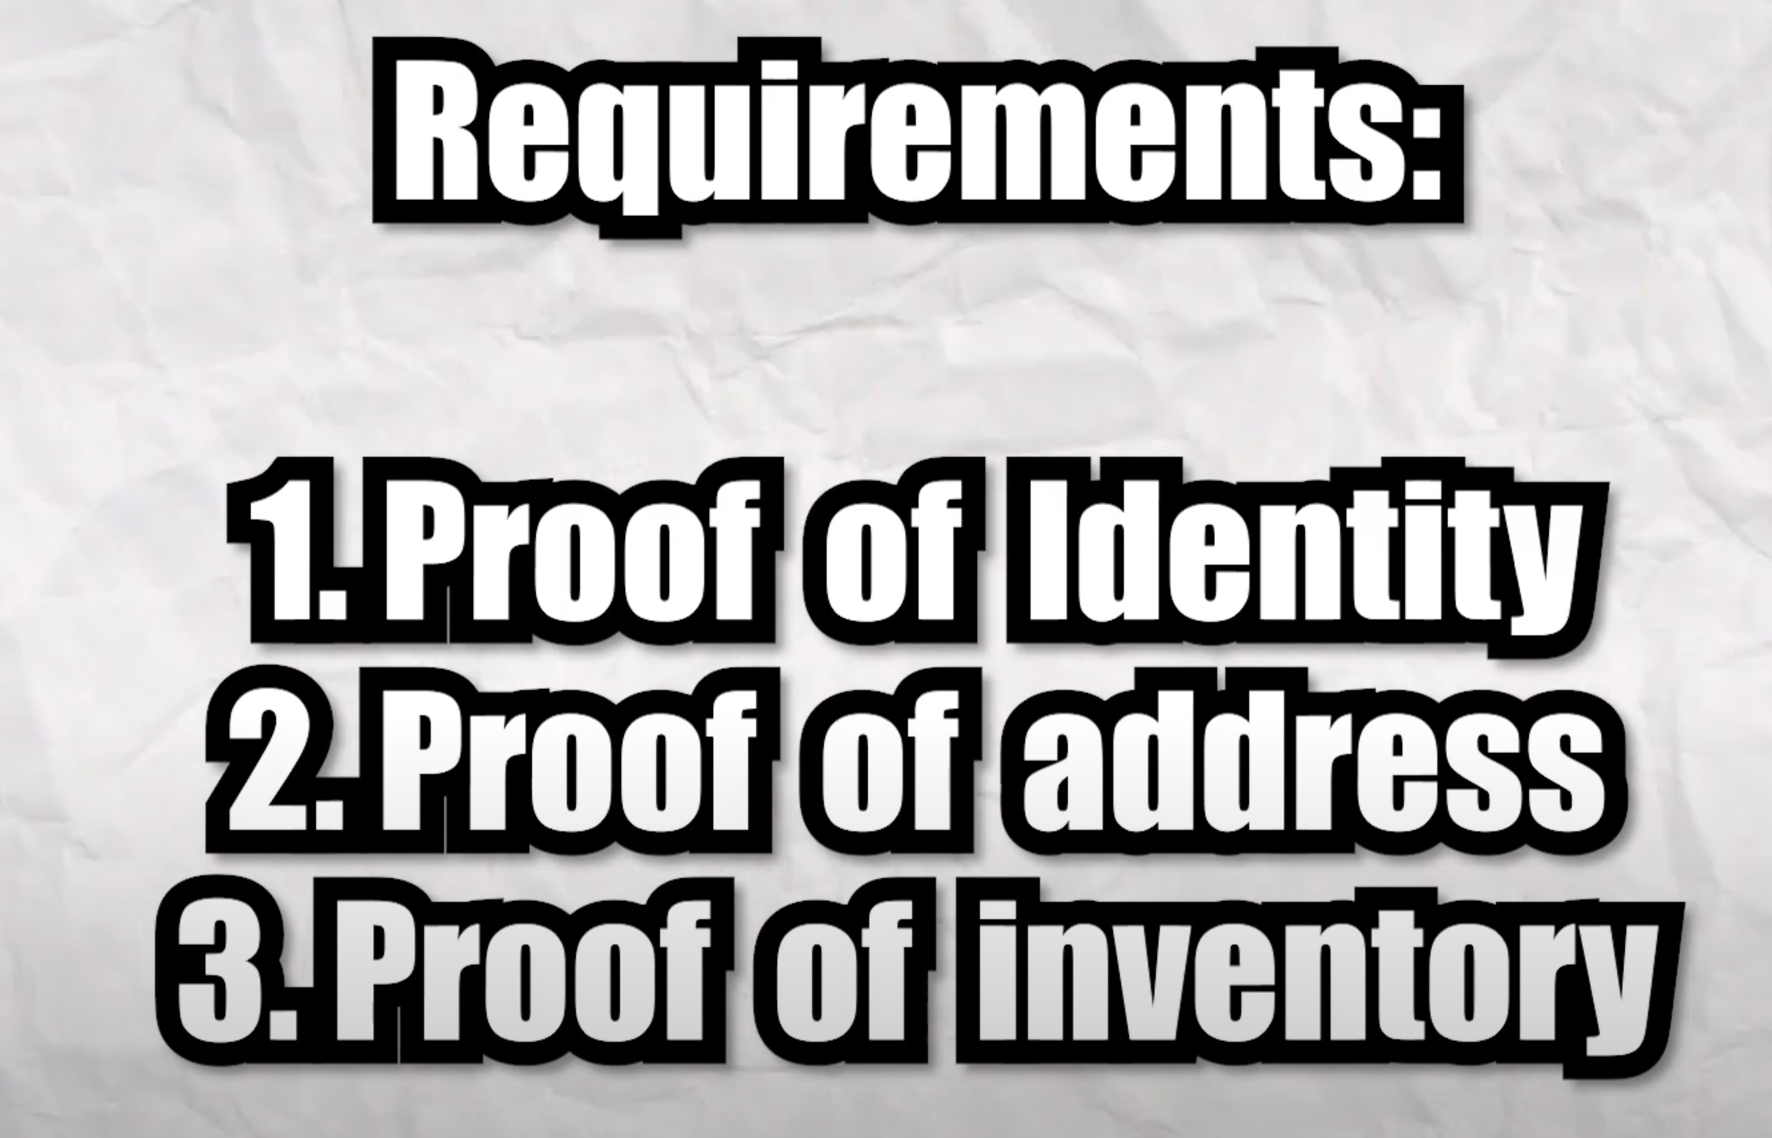 Requirements:
1. Proof of Identity
2. Proof of address
3. Proof of inventory